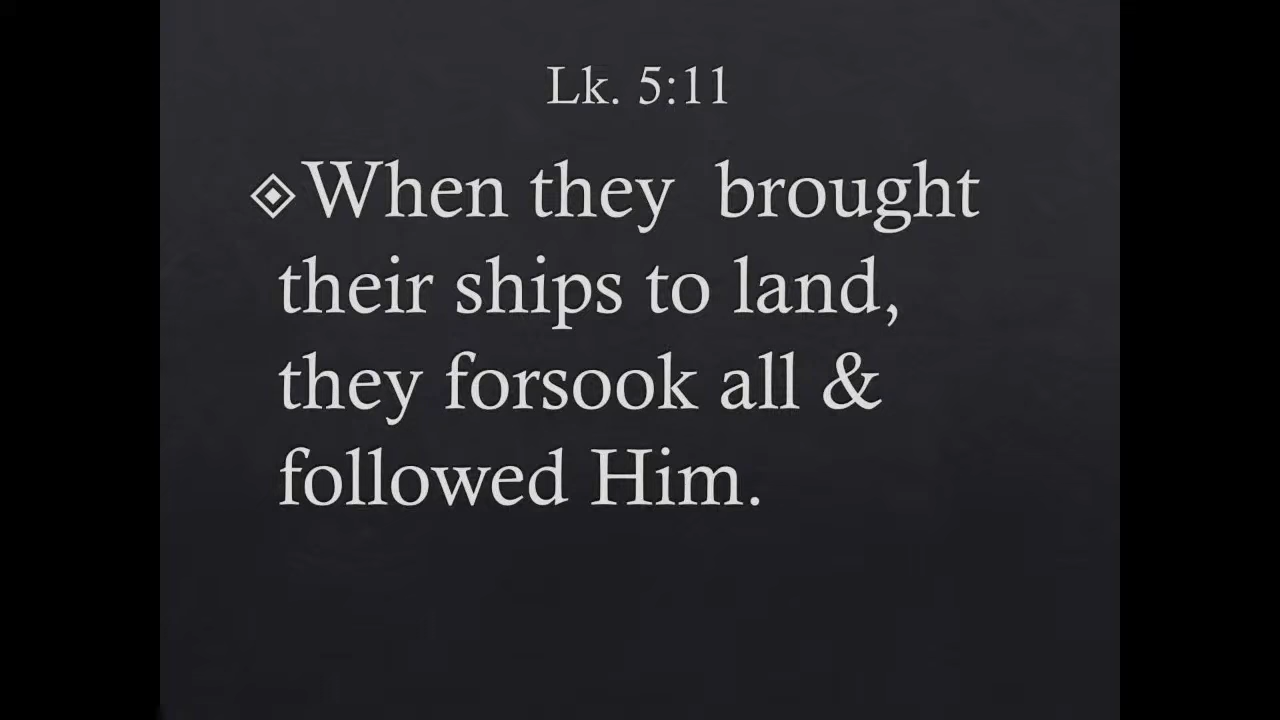 Lk. 5:11
When they  brought
their ships to land,
they forsook all &
followed Him.